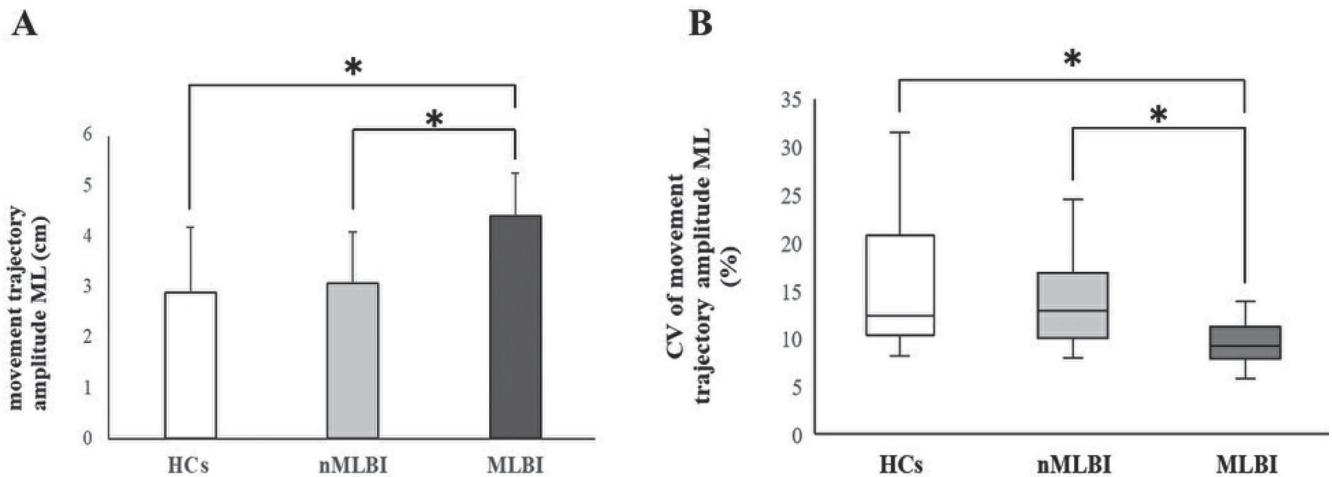 A
movement trajectory
amplitude ML (cm)
6
5
4
3
2
1
0
*
*
HCs
nMLBI
MLBI
B
CV of movement
trajectory amplitude ML
(%)
35
30
25
20
15
10
5
0
*
*
HCs
nMLBI
MLBI